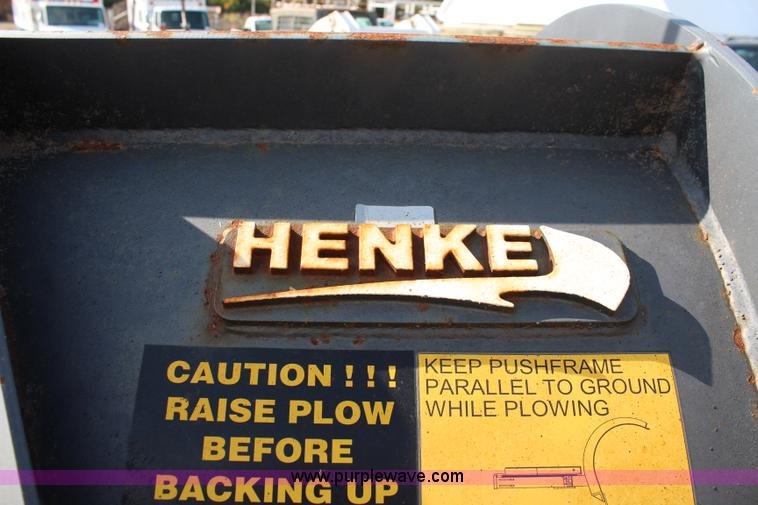 HENKE
CAUTION !!!
RAISE PLOW
BEFORE
BACKING UP
KEEP PUSHFRAME
PARALLEL TO GROUND
WHILE PLOWING
www.purplewave.com